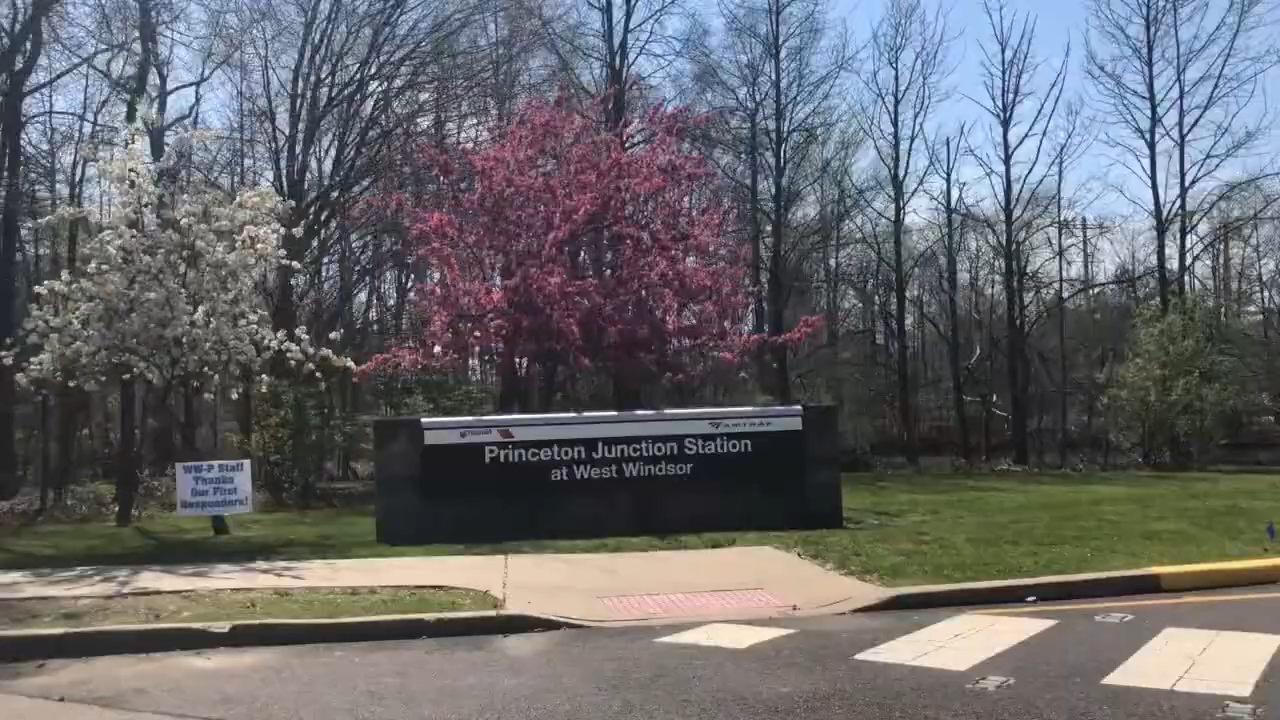 AMTRAK
Princeton Junction Station
at West Windsor
WW-P Staff
Thanks
Our First
Responders!